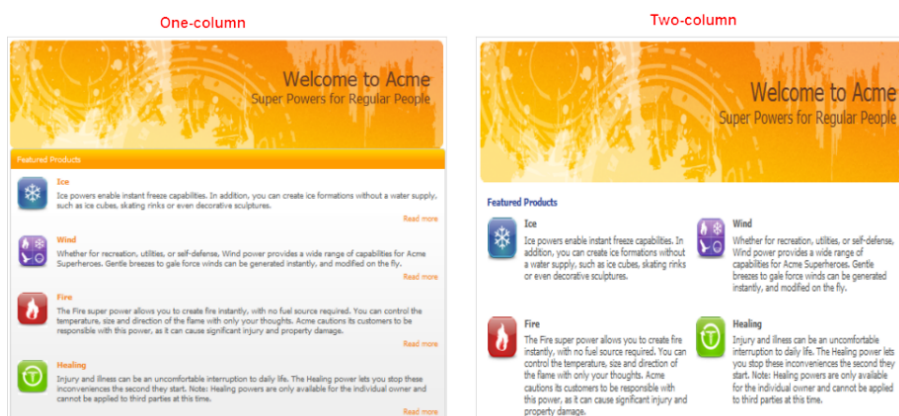 One-column
Welcome to Acme
Super Powers for Regular People
Featured Products
Ice
Ice powers enable instant freeze capabilities. In addition, you can create ice formations without a water supply,
such as ice cubes, skating rinks or even decorative sculptures.
Read more
Wind
Whether for recreation, utilities, or self-defense, Wind power provides a wide range of capabilities for Acme
Superheroes. Gentle breezes to gale force winds can be generated instantly, and modified on the fly.
Read more
Fire
The Fire super power allows you to create fire instantly, with no fuel source required. You can control the
temperature, size and direction of the flame with only your thoughts. Acme cautions its customers to be
responsible with this power, as it can cause significant injury and property damage.
Read more
Healing
Injury and illness can be an uncomfortable interruption to daily life. The Healing power lets you stop these
inconveniences the second they start. Note: Healing powers are only available for the individual owner and
cannot be applied to third parties at this time.
Read more
Two-column
Welcome to Acme
Super Powers for Regular People
Featured Products
Ice
Ice powers enable instant freeze capabilities. In
addition, you can create ice formations without
a water supply, such as ice cubes, skating rinks
or even decorative sculptures.
Wind
Whether for recreation, utilities, or self-defense,
Wind power provides a wide range of
capabilities for Acme Superheroes. Gentle
breezes to gale force winds can be generated
instantly, and modified on the fly.
Fire
The Fire super power allows you to create fire
instantly, with no fuel source required. You can
control the temperature, size and direction of
the flame with only your thoughts. Acme
cautions its customers to be responsible with
this power, as it can cause significant injury and
property damage.
Healing
Injury and illness can be an uncomfortable
interruption to daily life. The Healing power lets
you stop these inconveniences the second they
start. Note: Healing powers are only available
for the individual owner and cannot be applied
to third parties at this time.